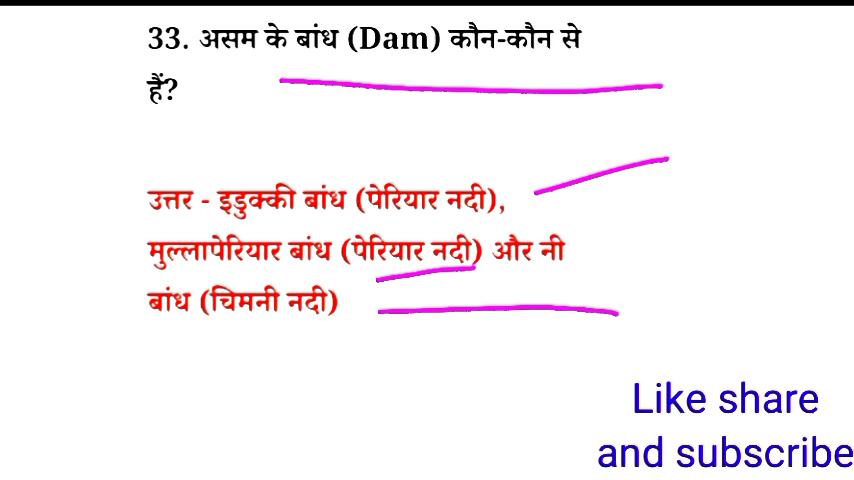 33. असम के बांध (Dam) कौन-कौन से
हैं?
उत्तर - इडुक्की बांध (पेरियार नदी),
मुल्लापेरियार बांध (पेरियार नदी) और नी
बांध (चिमनी नदी)
Like share
and subscribe